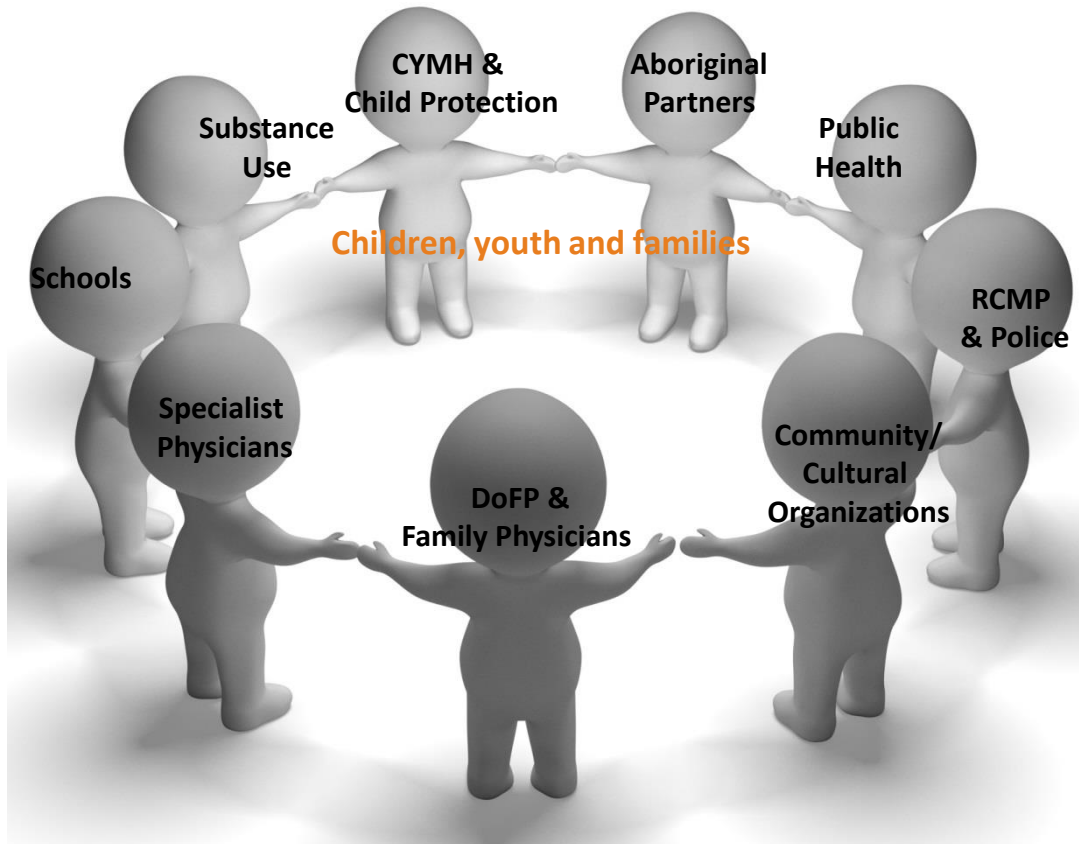 CYMH &
Child Protection
Aboriginal
Partners
Substance
Use
Public
Health
Children, youth and families
Schools
RCMP
& Police
Specialist
Physicians
Community/
Cultural
Organizations
DoFP &
Family Physicians